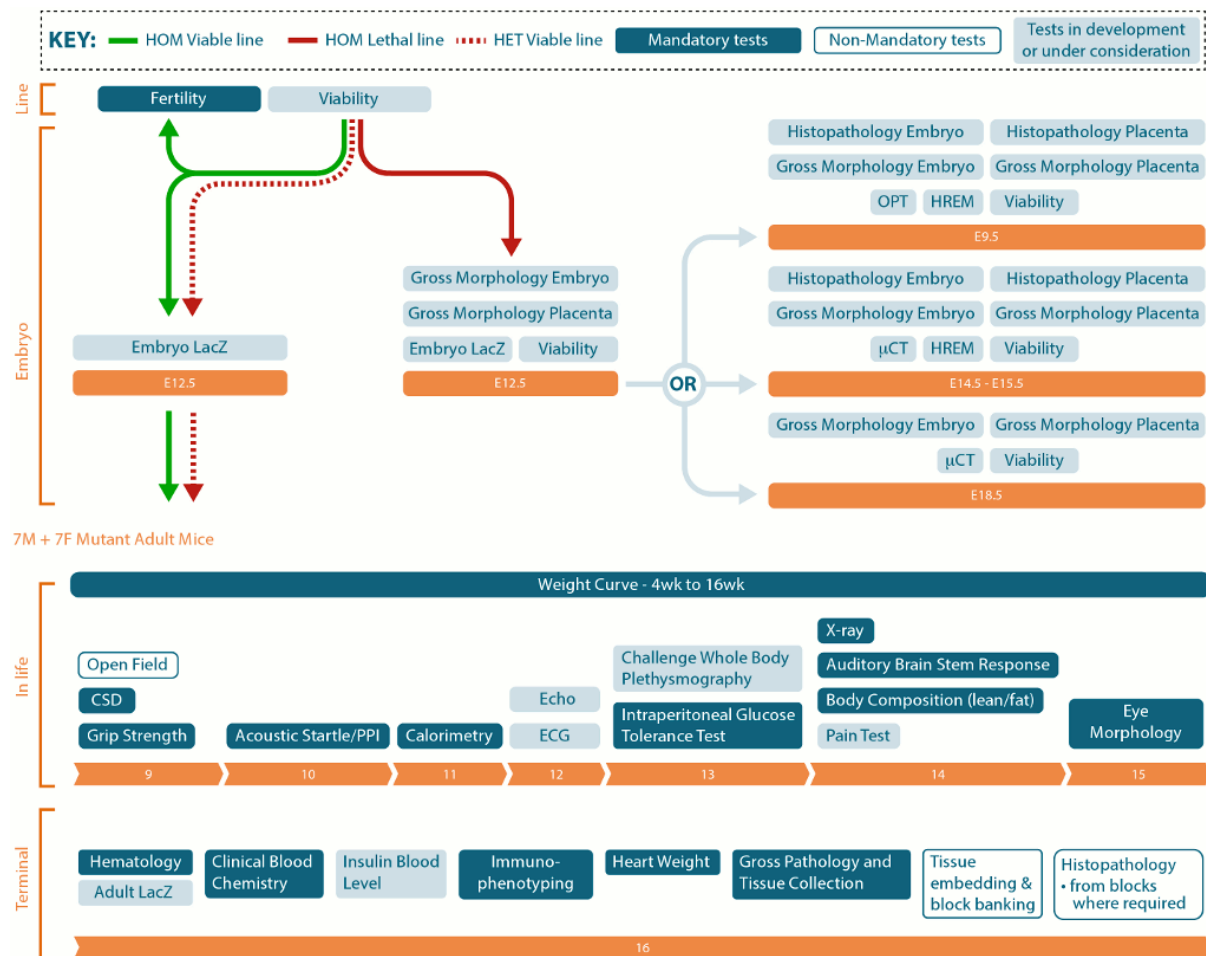 KEY:
HOM Viable line
HOM Lethal line
HET Viable line
Mandatory tests
Non-Mandatory tests
Tests in development
or under consideration
Line
Fertility
Viability
Embryo
Embryo LacZ
E12.5
Gross Morphology Embryo
Gross Morphology Placenta
Embryo LacZ
Viability
E12.5
OR
Histopathology Embryo
Histopathology Placenta
Gross Morphology Embryo
Gross Morphology Placenta
OPT
HREM
Viability
E9.5
Histopathology Embryo
Histopathology Placenta
Gross Morphology Embryo
Gross Morphology Placenta
μCT
HREM
Viability
E14.5 - E15.5
Gross Morphology Embryo
Gross Morphology Placenta
μCT
Viability
E18.5
7M + 7F Mutant Adult Mice
In life
Weight Curve - 4wk to 16wk
Open Field
CSD
Grip Strength
Acoustic Startle/PPI
Calorimetry
Echo
ECG
Challenge Whole Body
Plethysmography
Intraperitoneal Glucose
Tolerance Test
X-ray
Auditory Brain Stem Response
Body Composition (lean/fat)
Pain Test
Eye
Morphology
9
10
11
12
13
14
15
Terminal
Hematology
Adult LacZ
Clinical Blood
Chemistry
Insulin Blood
Level
Immuno-
phenotyping
Heart Weight
Gross Pathology and
Tissue Collection
Tissue
embedding &
block banking
Histopathology
• from blocks
where required
16